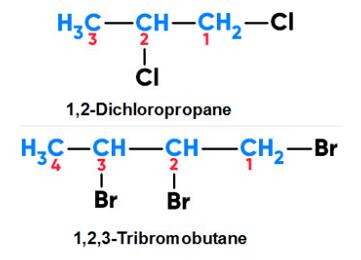 H₃C—CH—CH₂—Cl
3 2 1
Cl
1,2-Dichloropropane
H₃C—CH—CH—CH₂—Br
4 3 2 1
Br Br
1,2,3-Tribromobutane